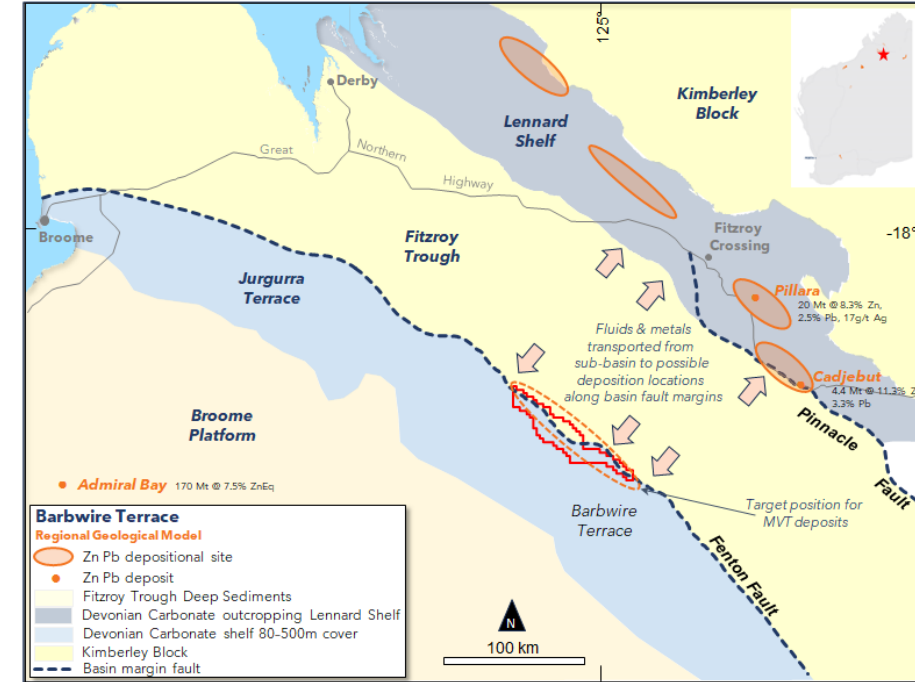 125°
Derby
Kimberley
Block
Lennard
Shelf
Great
Northern
Highway
Broome
Fitzroy
Trough
Fitzroy
Crossing
-18°
Jurgurra
Terrace
Pillara
20 Mt @ 8.3% Zn,
2.5% Pb, 17g/t Ag
Fluids & metals
transported from
sub-basin to possible
deposition locations
along basin fault margins
Cadjebut
4.4 Mt @ 11.3% Z
3.3% Pb
Broome
Platform
Pinnacle
Fault
Admiral Bay 170 Mt @ 7.5% ZnEq
Barbwire
Terrace
Target position for
MVT deposits
Fenton Fault
Barbwire Terrace
Regional Geological Model
Zn Pb depositional site
Zn Pb deposit
Fitzroy Trough Deep Sediments
Devonian Carbonate outcropping Lennard Shelf
Devonian Carbonate shelf 80-500m cover
Kimberley Block
Basin margin fault
N
100 km